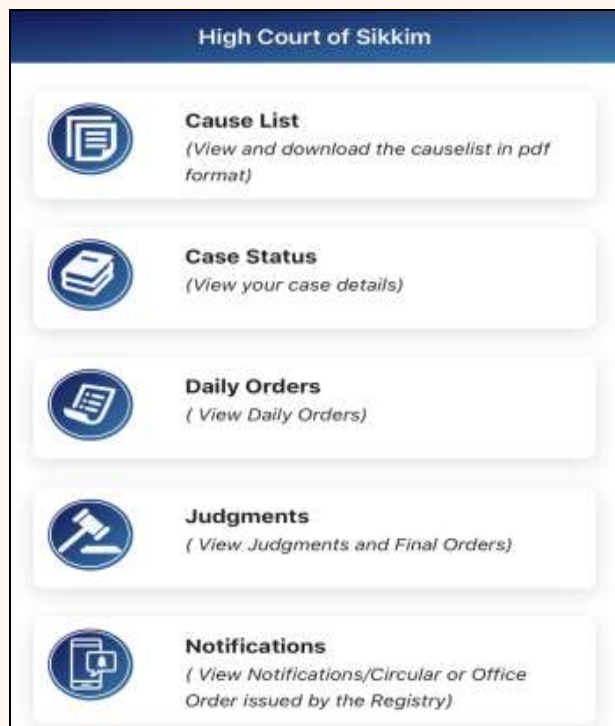 High Court of Sikkim
Cause List
(View and download the causelist in pdf
format)
Case Status
(View your case details)
Daily Orders
( View Daily Orders)
Judgments
( View Judgments and Final Orders)
Notifications
( View Notifications/Circular or Office
Order issued by the Registry)